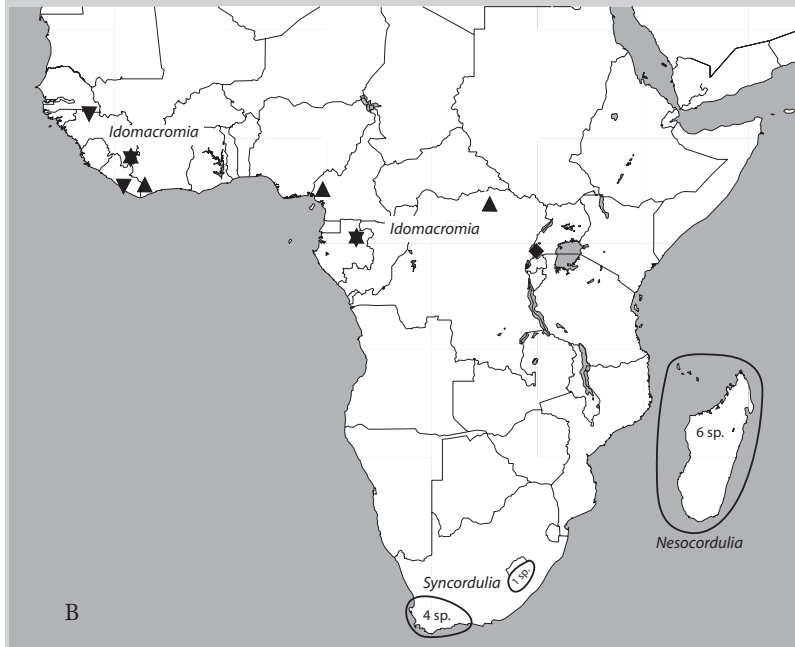 Idomacromia
Idomacromia
6 sp.
Nesocordulia
1 sp.
Syncordulia
4 sp.
B